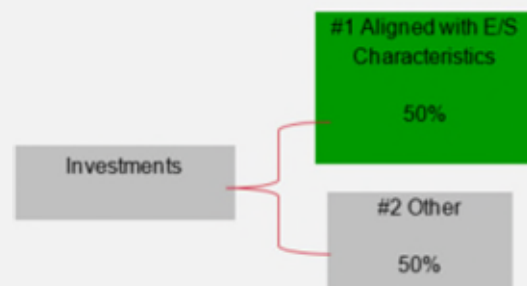 #1 Aligned with E/S
Characteristics
50%
Investments
#2 Other
50%